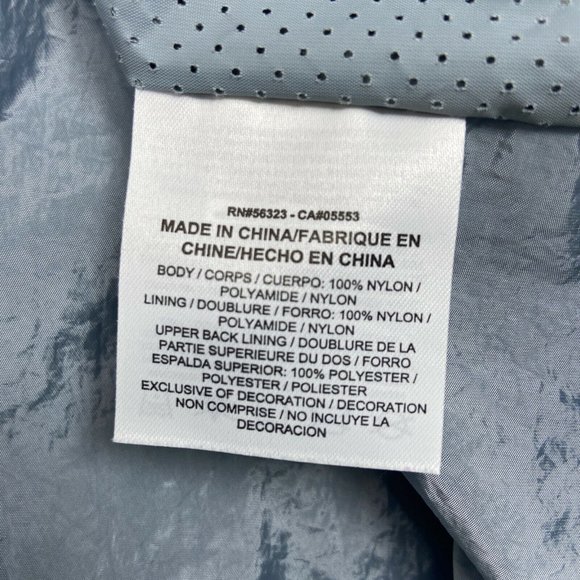 RN#56323 - CA#05553
MADE IN CHINA/FABRIQUE EN
CHINE/HECHO EN CHINA
BODY / CORPS / CUERPO: 100% NYLON /
POLYAMIDE / NYLON
LINING / DOUBLURE / FORRO: 100% NYLON /
POLYAMIDE / NYLON
UPPER BACK LINING / DOUBLURE DE LA
PARTIE SUPERIEURE DU DOS / FORRO
ESPALDA SUPERIOR: 100% POLYESTER /
POLYESTER / POLIESTER
EXCLUSIVE OF DECORATION / DECORATION
NON COMPRISE / NO INCLUYE LA
DECORACION